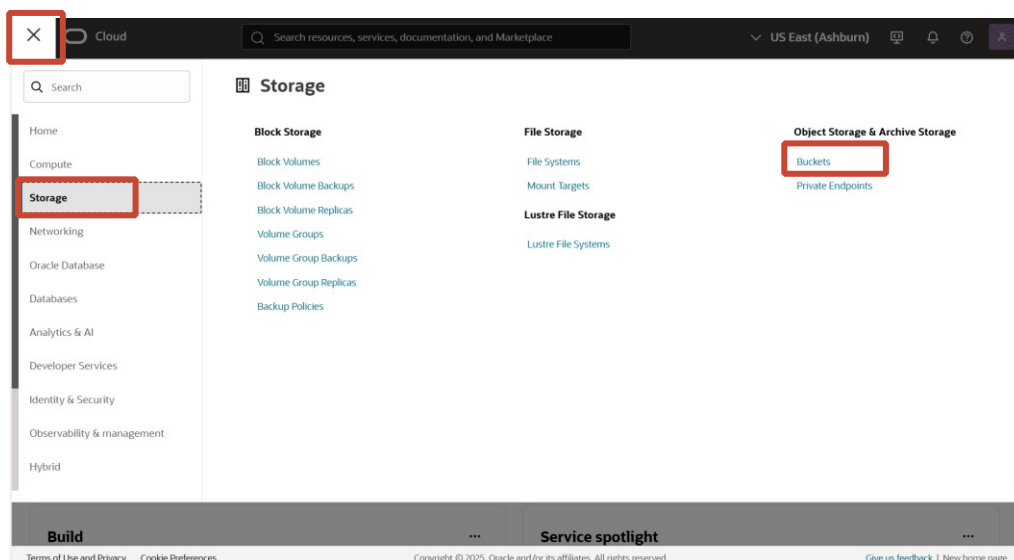 Cloud
Search resources, services, documentation, and Marketplace
US East (Ashburn)
Search
Home
Compute
Storage
Networking
Oracle Database
Databases
Analytics & AI
Developer Services
Identity & Security
Observability & management
Hybrid
Storage
Block Storage
Block Volumes
Block Volume Backups
Block Volume Replicas
Volume Groups
Volume Group Backups
Volume Group Replicas
Backup Policies
File Storage
File Systems
Mount Targets
Lustre File Storage
Lustre File Systems
Object Storage & Archive Storage
Buckets
Private Endpoints
Build
...
Service spotlight
...
Terms of Use and Privacy Cookie Preferences
Copyright © 2025, Oracle and/or its affiliates. All rights reserved.
Give us feedback | New home page